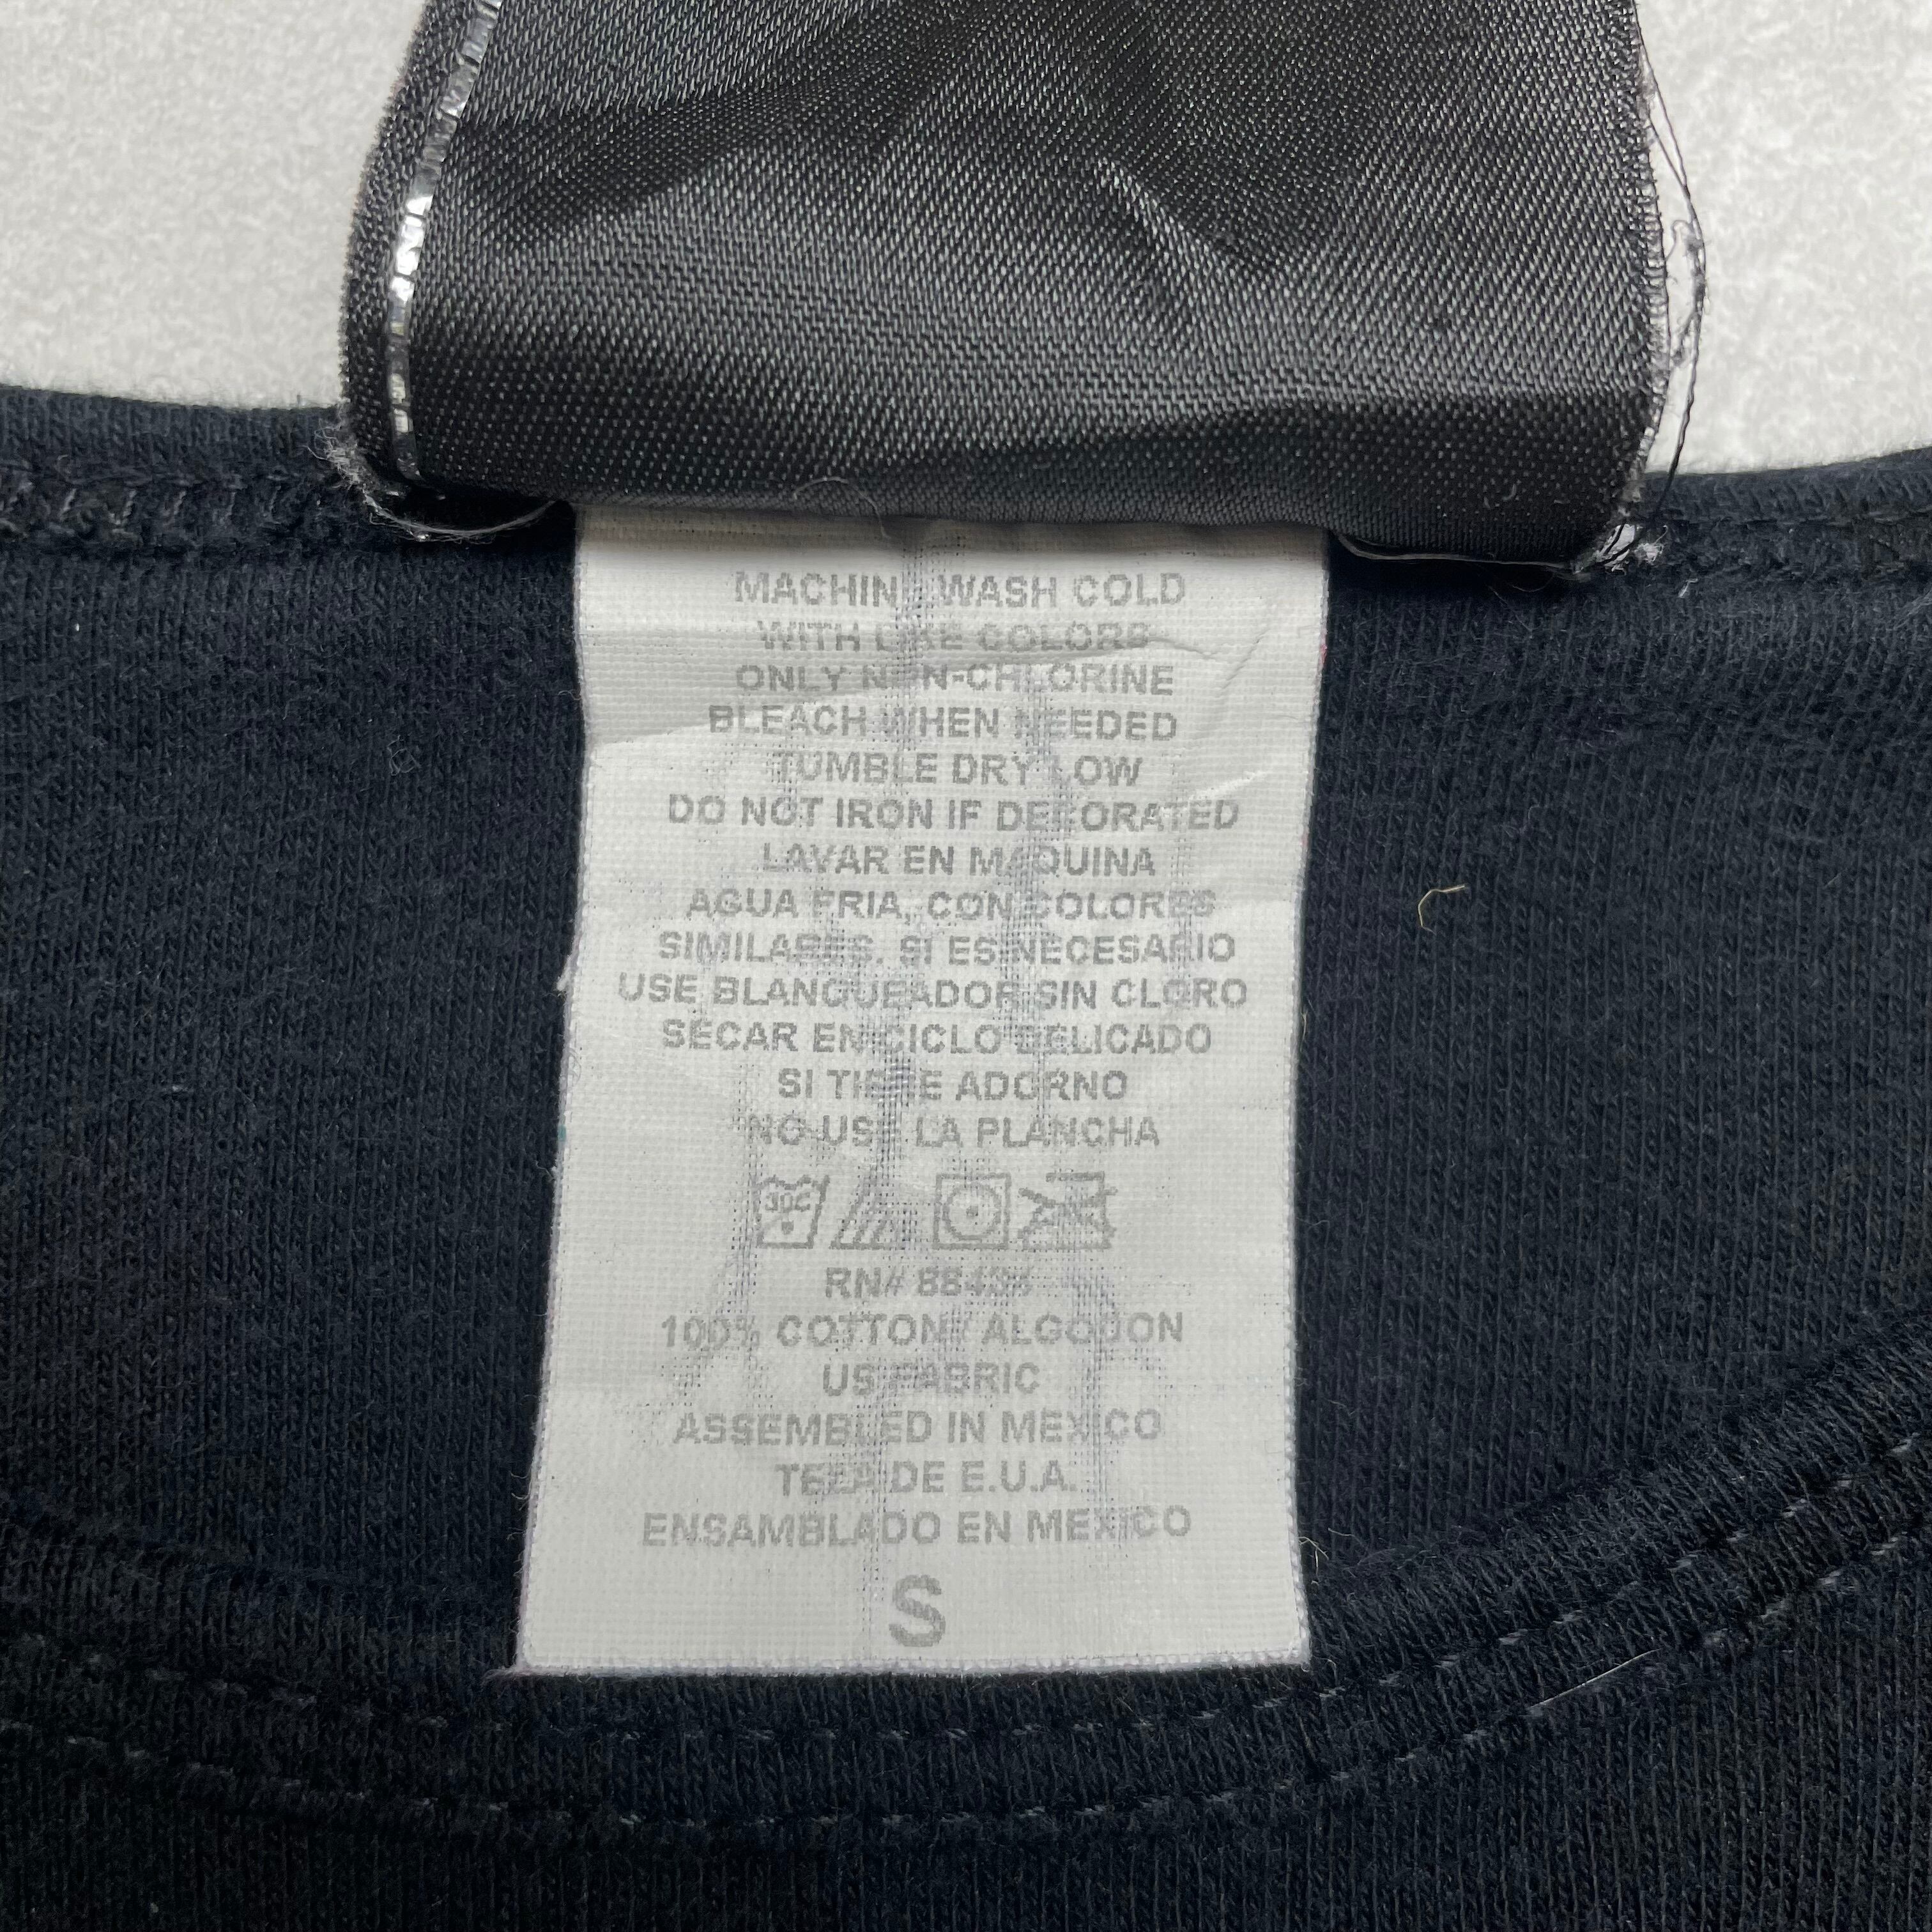 MACHINE WASH COLD
WITH LIKE COLORS
ONLY NON-CHLORINE
BLEACH WHEN NEEDED
TUMBLE DRY LOW
DO NOT IRON IF DECORATED
LAVAR EN MAQUINA
AGUA FRIA, CON COLORES
SIMILARES. SI ES NECESARIO
USE BLANQUEADOR SIN CLORO
SECAR EN CICLO DELICADO
SI TIENE ADORNO
NO USE LA PLANCHA
30C
RN#
100% COTTON / ALGODON
US FABRIC
ASSEMBLED IN MEXICO
TELA DE E.U.A.
ENSAMBLADO EN MEXICO
S